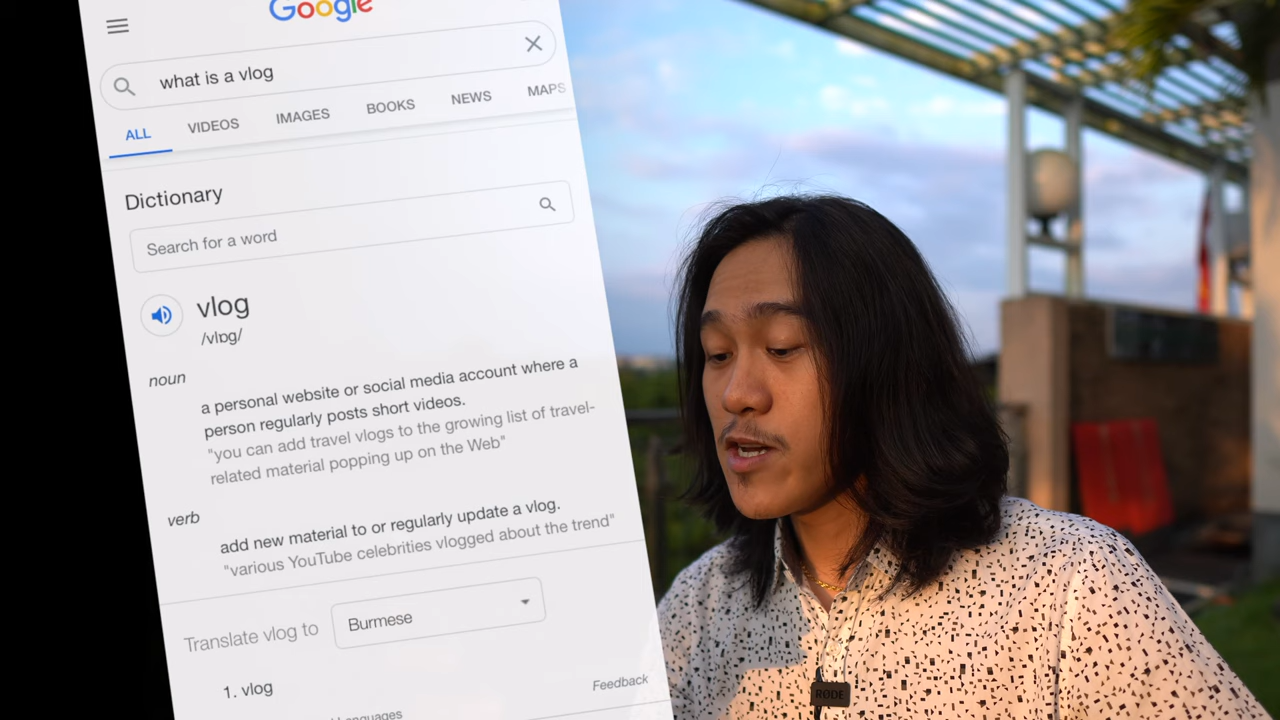 Google
what is a vlog
ALL VIDEOS IMAGES BOOKS NEWS MAPS
Dictionary
Search for a word
vlog
/vlɒg/
noun
a personal website or social media account where a
person regularly posts short videos.
"you can add travel vlogs to the growing list of travel-
related material popping up on the Web"
verb
add new material to or regularly update a vlog.
"various YouTube celebrities vlogged about the trend"
Translate vlog to Burmese
1. vlog
Feedback
Languages
RØDE